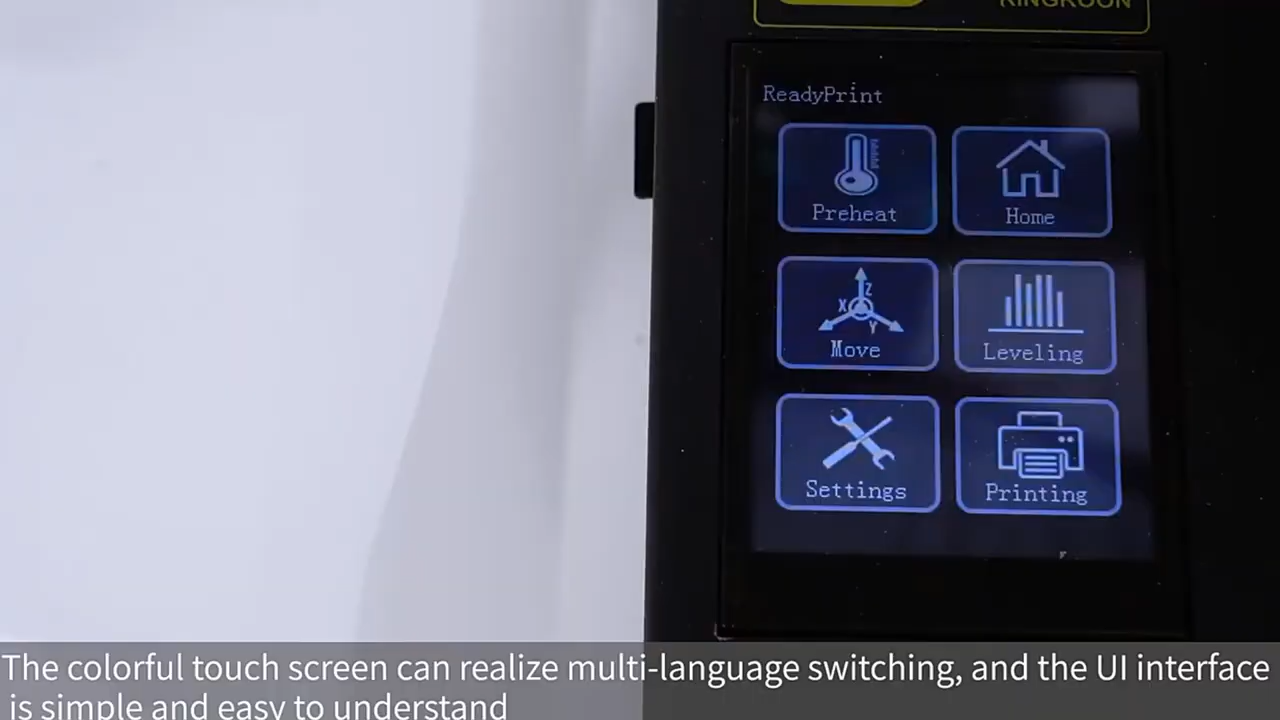 KINGROON
ReadyPrint
Preheat
Home
Z
X
Y
Move
Leveling
Settings
Printing
The colorful touch screen can realize multi-language switching, and the UI interface
is simple and easy to understand